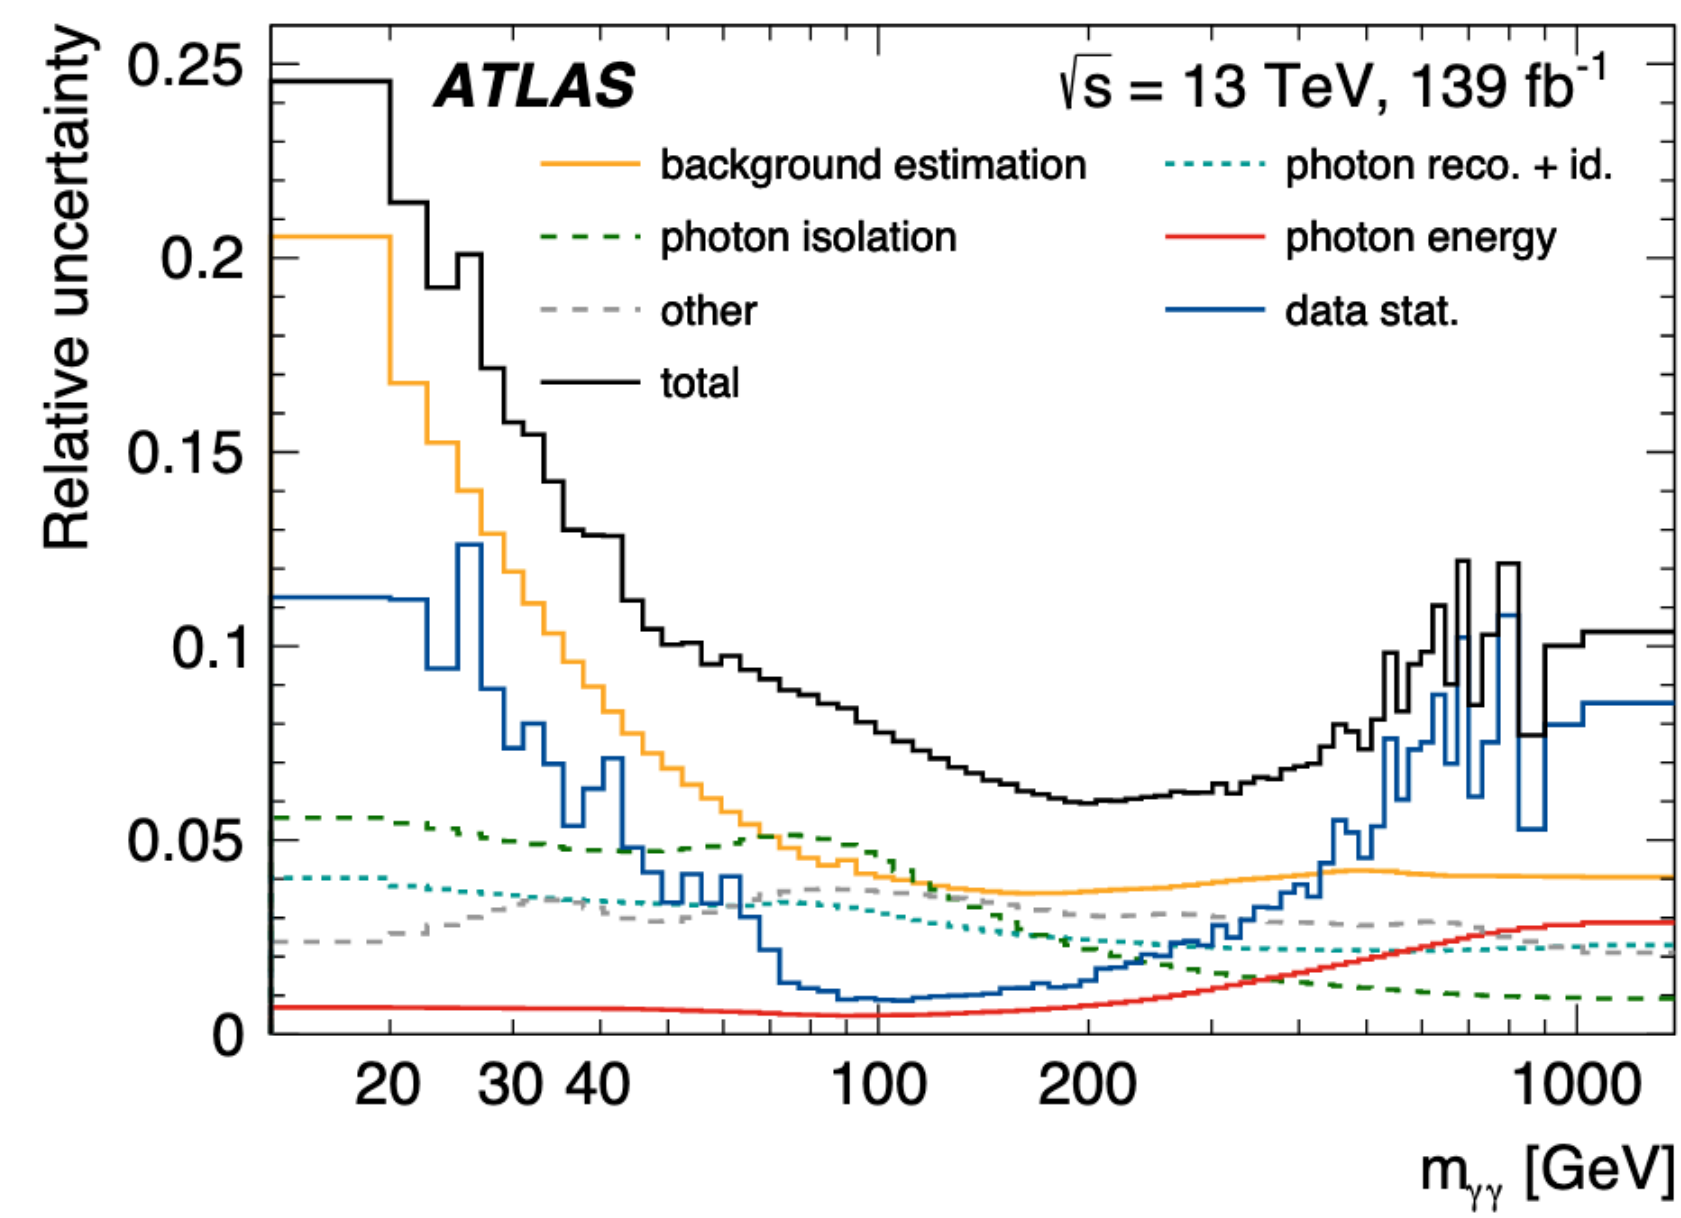 Relative uncertainty
0.25
0.2
0.15
0.1
0.05
0
ATLAS
√s = 13 TeV, 139 fb⁻¹
background estimation
photon isolation
other
total
photon reco. + id.
photon energy
data stat.
20 30 40 100 200 1000
mγγ [GeV]